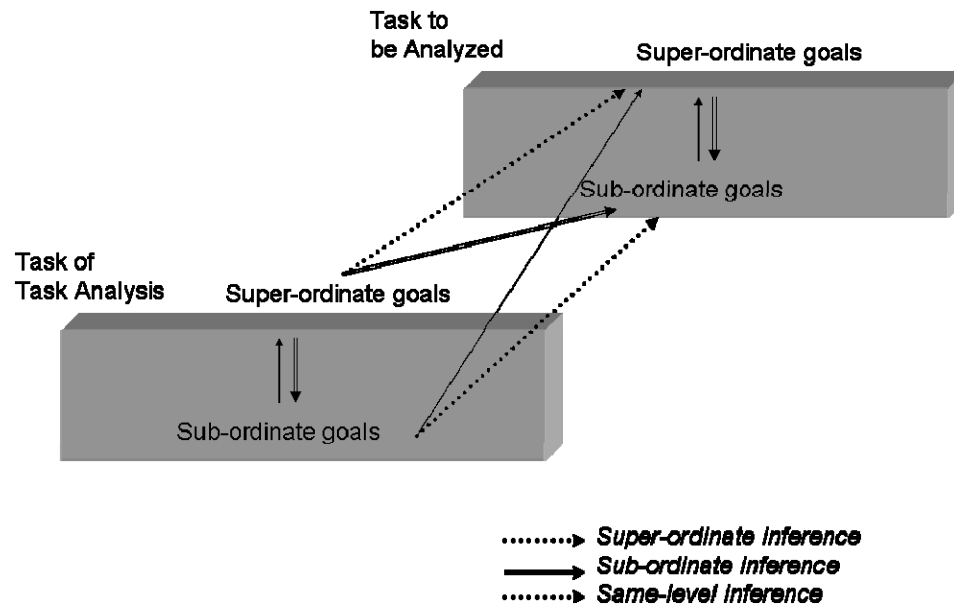 Task to
be Analyzed
Super-ordinate goals
Sub-ordinate goals
Task of
Task Analysis
Super-ordinate goals
Sub-ordinate goals
Super-ordinate inference
Sub-ordinate inference
Same-level inference